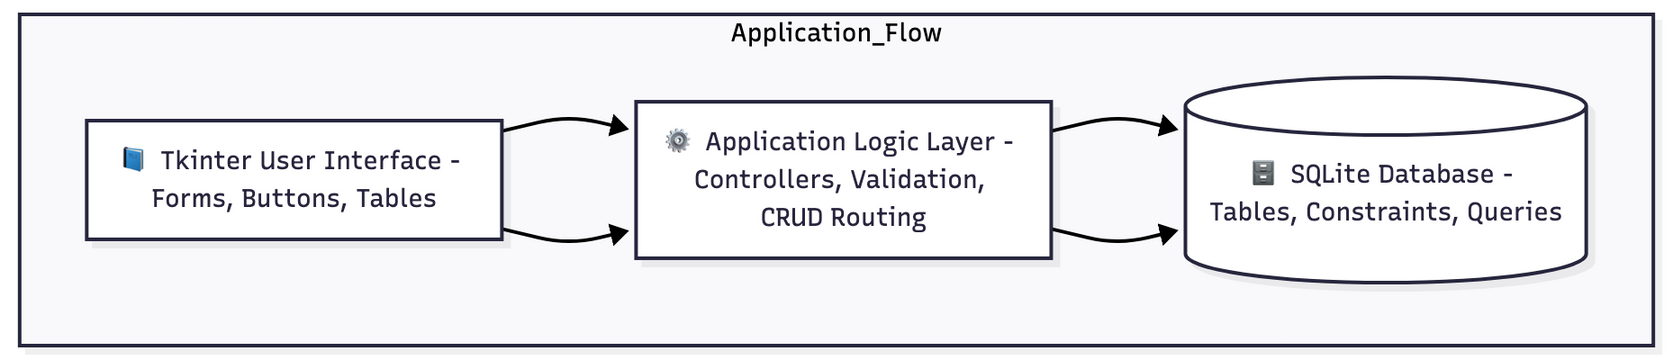 Application_Flow
Tkinter User Interface -
Forms, Buttons, Tables
Application Logic Layer -
Controllers, Validation,
CRUD Routing
SQLite Database -
Tables, Constraints, Queries